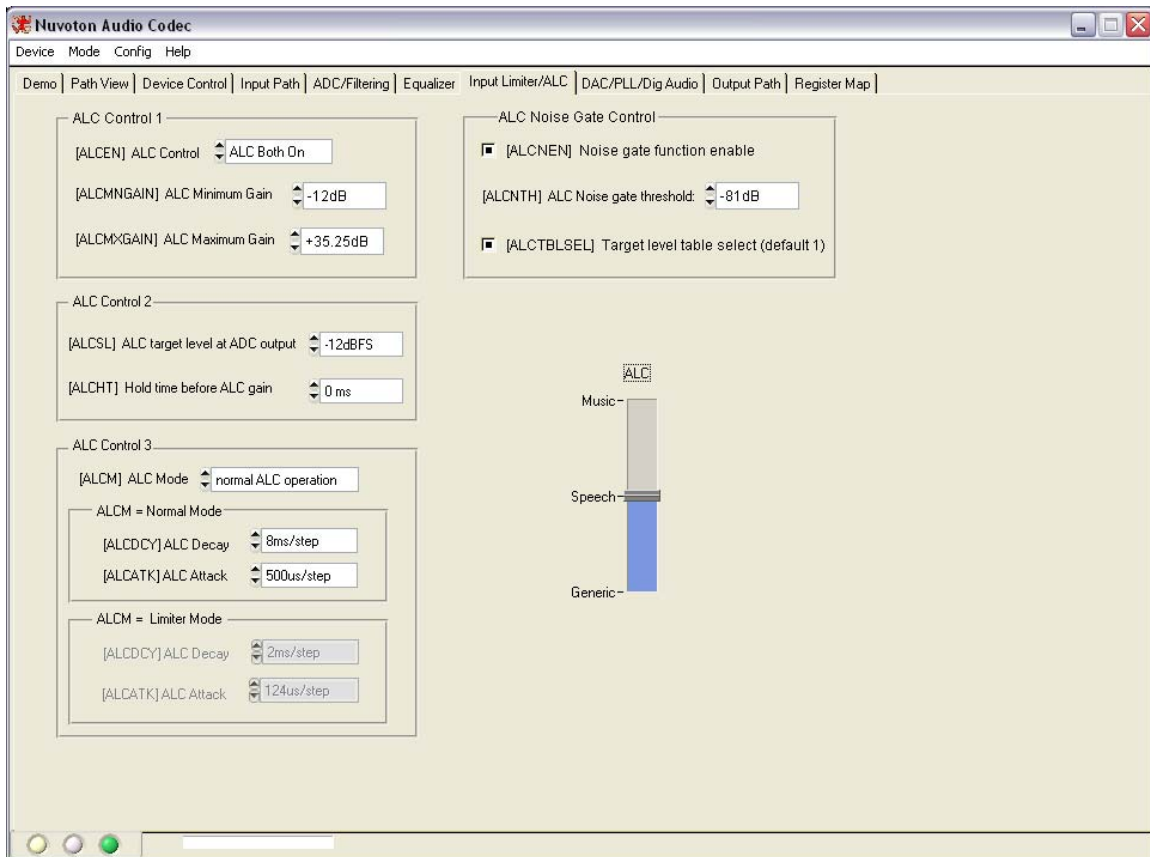 Nuvoton Audio Codec
Device Mode Config Help
Demo Path View Device Control Input Path ADC/Filtering Equalizer Input Limiter/ALC DAC/PLL/Dig Audio Output Path Register Map
ALC Control 1
[ALCEN] ALC Control ALC Both On
[ALCMNGAIN] ALC Minimum Gain -12dB
[ALCMXGAIN] ALC Maximum Gain +35.25dB
ALC Control 2
[ALCSL] ALC target level at ADC output -12dBFS
[ALCHT] Hold time before ALC gain 0 ms
ALC Control 3
[ALCM] ALC Mode normal ALC operation
ALCM = Normal Mode
[ALCDCY] ALC Decay 8ms/step
[ALCATK] ALC Attack 500us/step
ALCM = Limiter Mode
[ALCDCY] ALC Decay 2ms/step
[ALCATK] ALC Attack 124us/step
ALC Noise Gate Control
[ALCNEN] Noise gate function enable
[ALCNTH] ALC Noise gate threshold: -81dB
[ALCTBLSEL] Target level table select (default 1)
ALC
Music
Speech
Generic